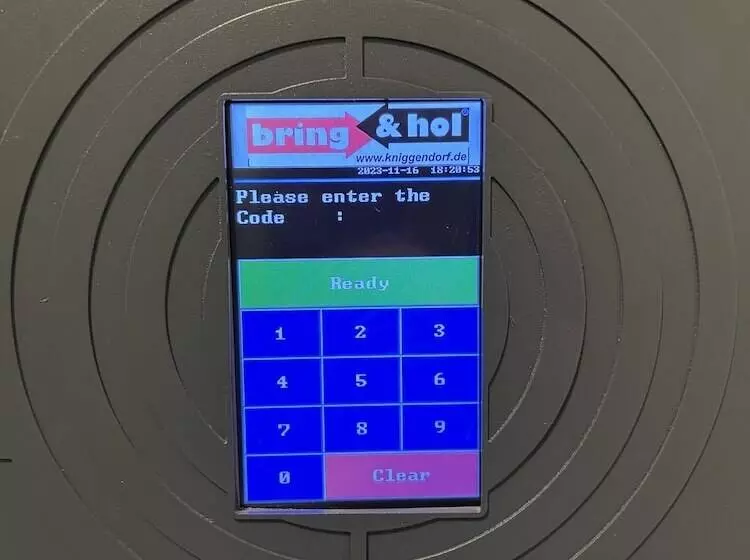 bring & hol
www.kniggendorf.de
2023-11-16 18:20:53
Please enter the
Code :
Ready
1 2 3
4 5 6
7 8 9
0 Clear